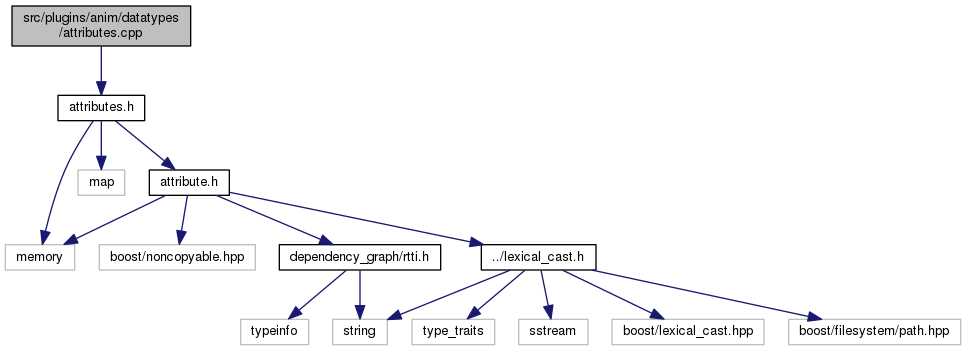 src/plugins/anim/datatypes
/attributes.cpp
attributes.h
map
attribute.h
memory
boost/noncopyable.hpp
dependency_graph/rtti.h
../lexical_cast.h
typeinfo
string
type_traits
sstream
boost/lexical_cast.hpp
boost/filesystem/path.hpp